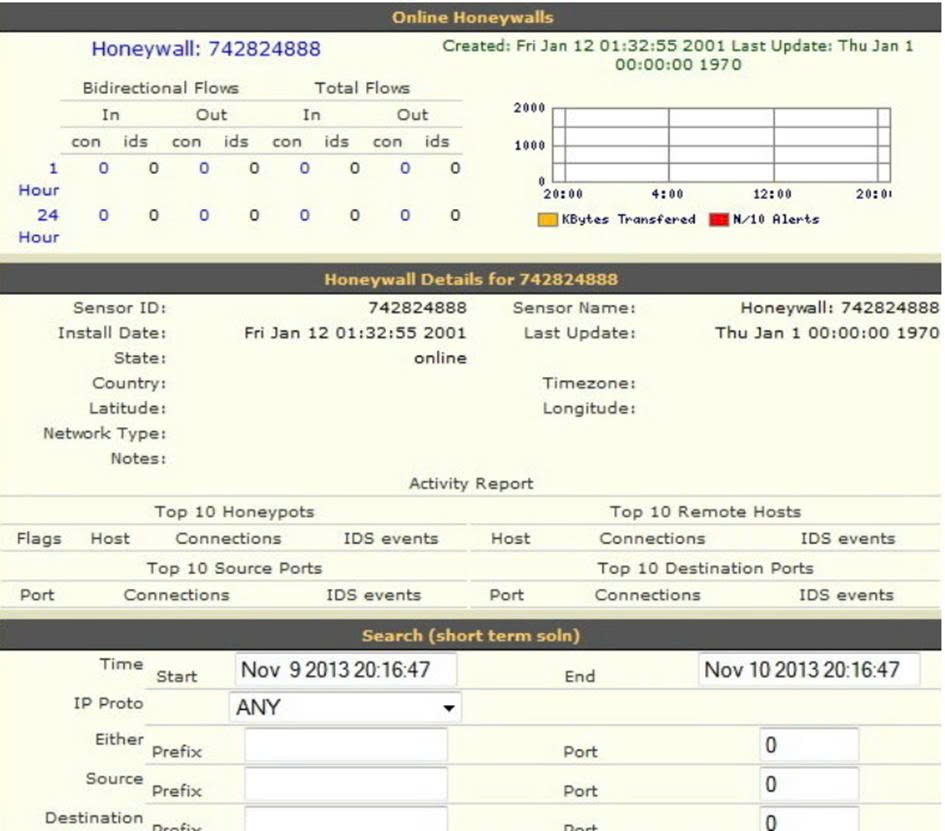 Online Honeywalls
Honeywall: 742824888
Created: Fri Jan 12 01:32:55 2001 Last Update: Thu Jan 1
00:00:00 1970
Bidirectional Flows Total Flows
In Out In Out
con ids con ids con ids con ids
1 0 0 0 0 0 0 0 0
Hour
24 0 0 0 0 0 0 0 0
Hour
2000
1000
0
20:00 4:00 12:00 20:0
KBytes Transfered N/10 Alerts
Honeywall Details for 742824888
Sensor ID: 742824888 Sensor Name: Honeywall: 742824888
Install Date: Fri Jan 12 01:32:55 2001 Last Update: Thu Jan 1 00:00:00 1970
State: online
Country: Timezone:
Latitude: Longitude:
Network Type:
Notes:
Activity Report
Top 10 Honeypots Top 10 Remote Hosts
Flags Host Connections IDS events Host Connections IDS events
Top 10 Source Ports Top 10 Destination Ports
Port Connections IDS events Port Connections IDS events
Search (short term soln)
Time Start Nov 9 2013 20:16:47 End Nov 10 2013 20:16:47
IP Proto ANY
Either Prefix Port 0
Source Prefix Port 0
Destination Prefix Port 0